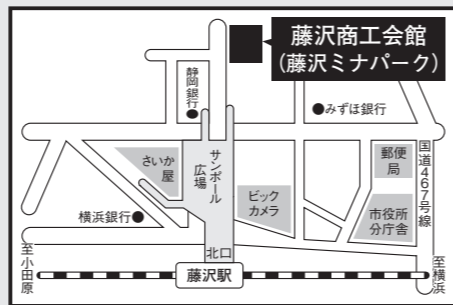 藤沢商工会館
(藤沢ミナパーク)
静岡銀行
みずほ銀行
さいか
屋
サンパール
広場
郵便
局
国道467号線
ビック
カメラ
市役所
分庁舎
横浜銀行
北口
至小田原
藤沢駅
至横浜